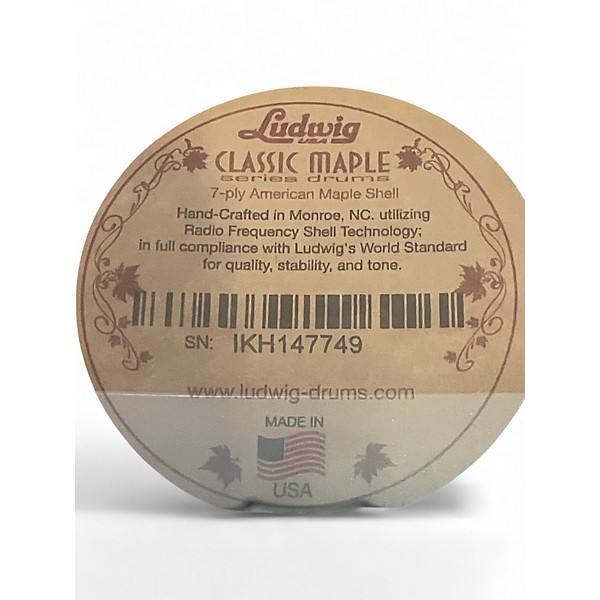 Ludwig
USA
CLASSIC MAPLE
series drums
7-ply American Maple Shell
Hand-Crafted in Monroe, NC. utilizing
Radio Frequency Shell Technology;
in full compliance with Ludwig's World Standard
for quality, stability, and tone.
SN: IKH147749
www.ludwig-drums.com
MADE IN
USA